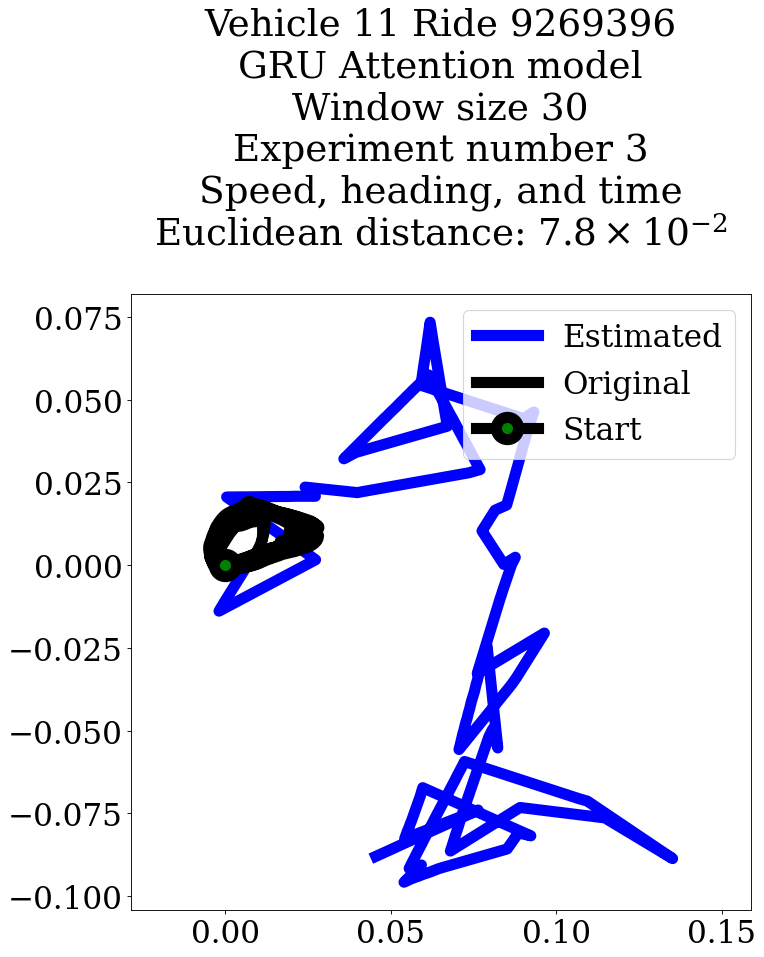 Vehicle 11 Ride 9269396
GRU Attention model
Window size 30
Experiment number 3
Speed, heading, and time
Euclidean distance: $7.8 \times 10^{-2}$
Estimated
Original
Start
0.075
0.050
0.025
0.000
−0.025
−0.050
−0.075
−0.100
0.00 0.05 0.10 0.15